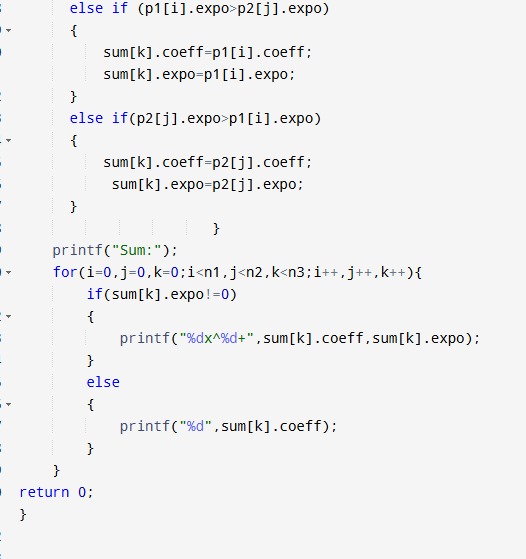 else if (p1[i].expo>p2[j].expo)
{
sum[k].coeff=p1[i].coeff;
sum[k].expo=p1[i].expo;
}
else if(p2[j].expo>p1[i].expo)
{
sum[k].coeff=p2[j].coeff;
sum[k].expo=p2[j].expo;
}
}
printf("Sum:");
for(i=0,j=0,k=0;i<n1,j<n2,k<n3;i++,j++,k++){
if(sum[k].expo!=0)
{
printf("%dx^%d+",sum[k].coeff,sum[k].expo);
}
else
{
printf("%d",sum[k].coeff);
}
}
return 0;
}